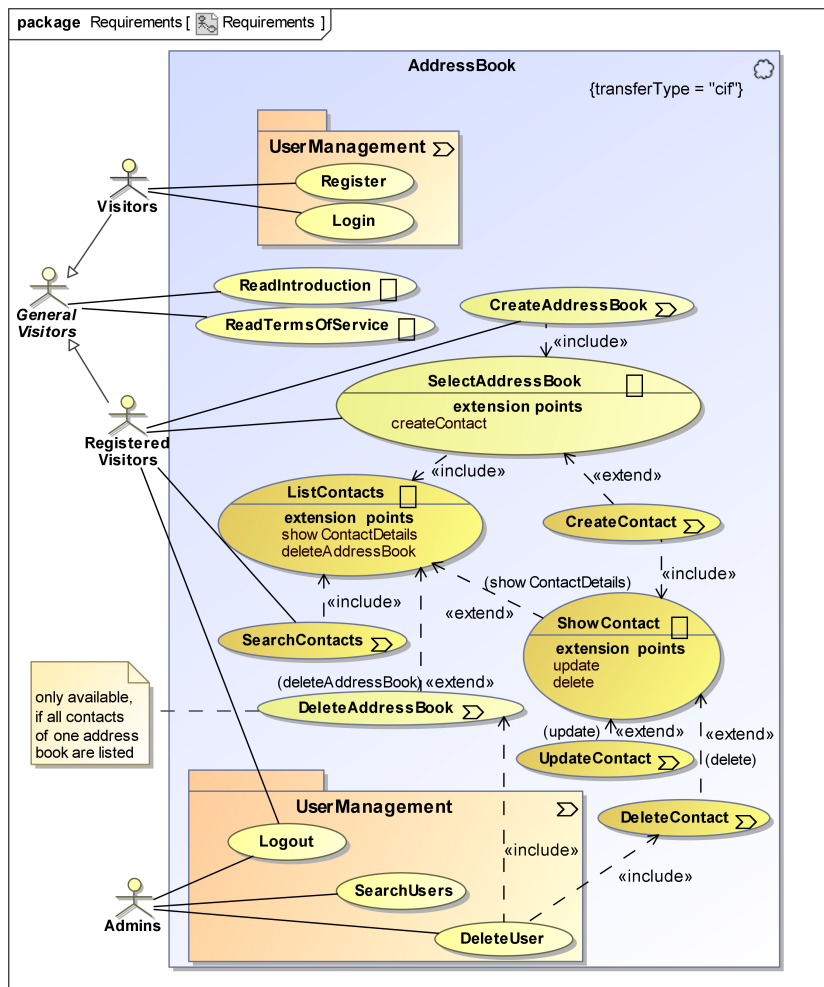 package Requirements [ Requirements ]
AddressBook
{transferType = "cif"}
UserManagement
Register
Login
Visitors
ReadIntroduction
ReadTermsOfService
General
Visitors
CreateAddressBook
«include»
SelectAddressBook
extension points
createContact
Registered
Visitors
«include»
«extend»
ListContacts
extension points
show ContactDetails
deleteAddressBook
CreateContact
(show ContactDetails)
«include»
«include»
«extend»
ShowContact
extension points
update
delete
SearchContacts
(deleteAddressBook)
«extend»
only available,
if all contacts
of one address
book are listed
DeleteAddressBook
(update)
«extend»
«extend»
(delete)
UpdateContact
UserManagement
DeleteContact
Logout
«include»
«include»
SearchUsers
Admins
DeleteUser